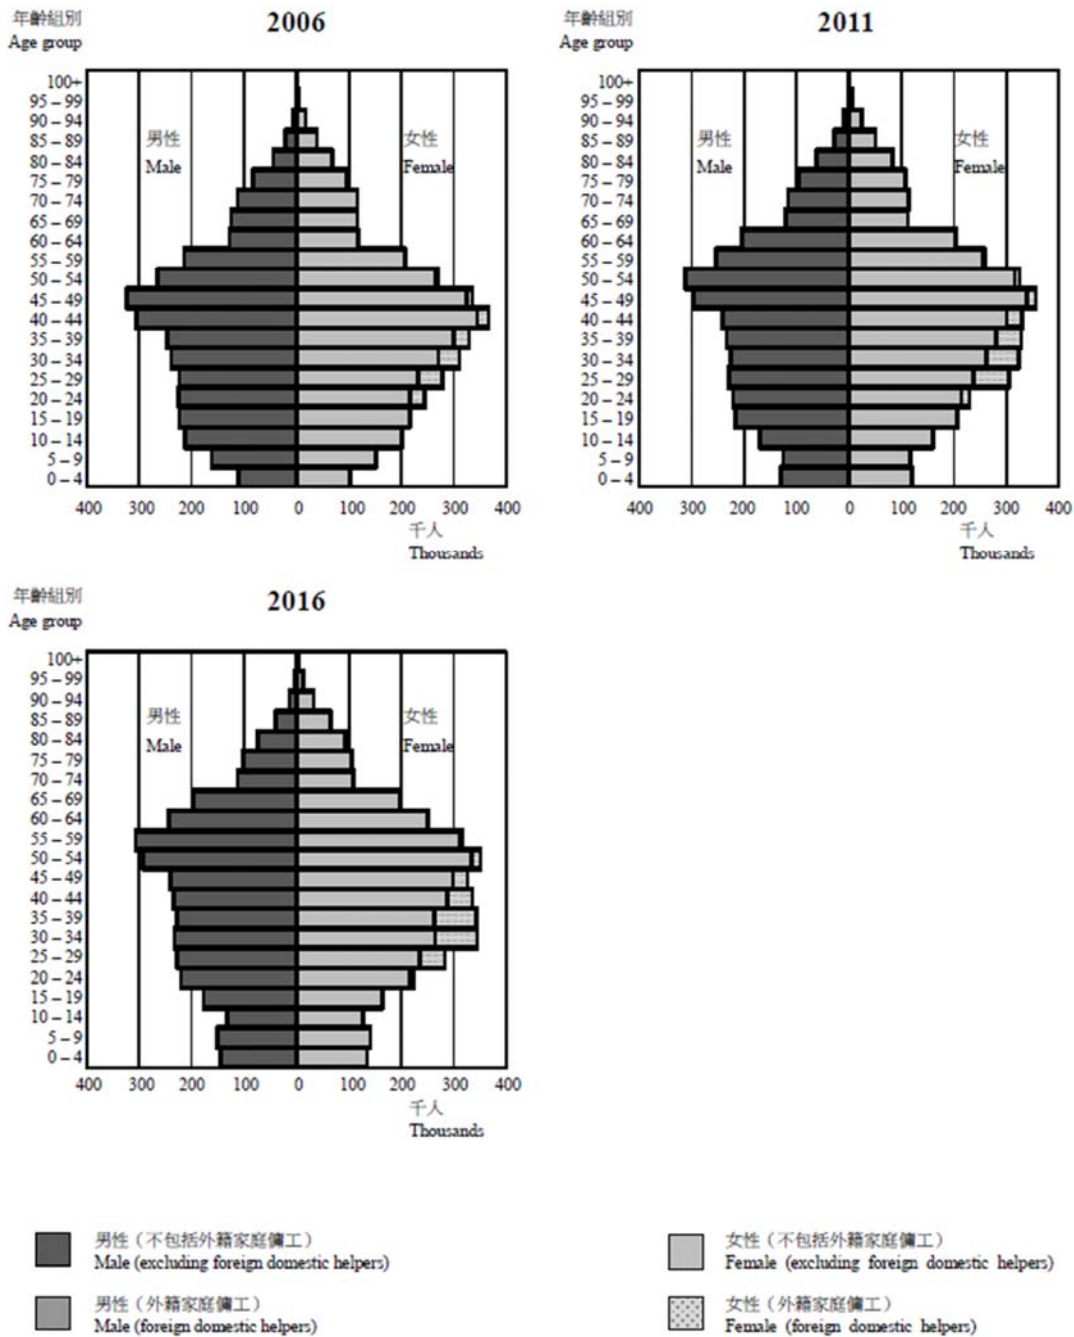 年齡組別
Age group
2006
100+
95 – 99
90 – 94
85 – 89
80 – 84
75 – 79
70 – 74
65 – 69
60 – 64
55 – 59
50 – 54
45 – 49
40 – 44
35 – 39
30 – 34
25 – 29
20 – 24
15 – 19
10 – 14
5 – 9
0 – 4
男性
Male
女性
Female
400 300 200 100 0 100 200 300 400
千人
Thousands
年齡組別
Age group
2011
100+
95 – 99
90 – 94
85 – 89
80 – 84
75 – 79
70 – 74
65 – 69
60 – 64
55 – 59
50 – 54
45 – 49
40 – 44
35 – 39
30 – 34
25 – 29
20 – 24
15 – 19
10 – 14
5 – 9
0 – 4
男性
Male
女性
Female
400 300 200 100 0 100 200 300 400
千人
Thousands
年齡組別
Age group
2016
100+
95 – 99
90 – 94
85 – 89
80 – 84
75 – 79
70 – 74
65 – 69
60 – 64
55 – 59
50 – 54
45 – 49
40 – 44
35 – 39
30 – 34
25 – 29
20 – 24
15 – 19
10 – 14
5 – 9
0 – 4
男性
Male
女性
Female
400 300 200 100 0 100 200 300 400
千人
Thousands
男性（不包括外籍家庭傭工）
Male (excluding foreign domestic helpers)
女性（不包括外籍家庭傭工）
Female (excluding foreign domestic helpers)
男性（外籍家庭傭工）
Male (foreign domestic helpers)
女性（外籍家庭傭工）
Female (foreign domestic helpers)